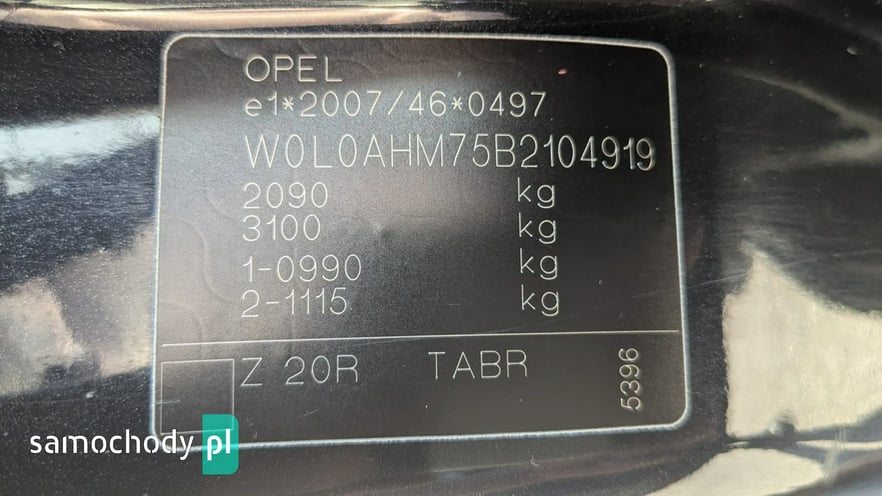 OPEL
e1*2007/46*0497
W0L0AHM75B2104919
2090 kg
3100 kg
1-0990 kg
2-1115 kg
Z 20R TABR
5396
samochody pl